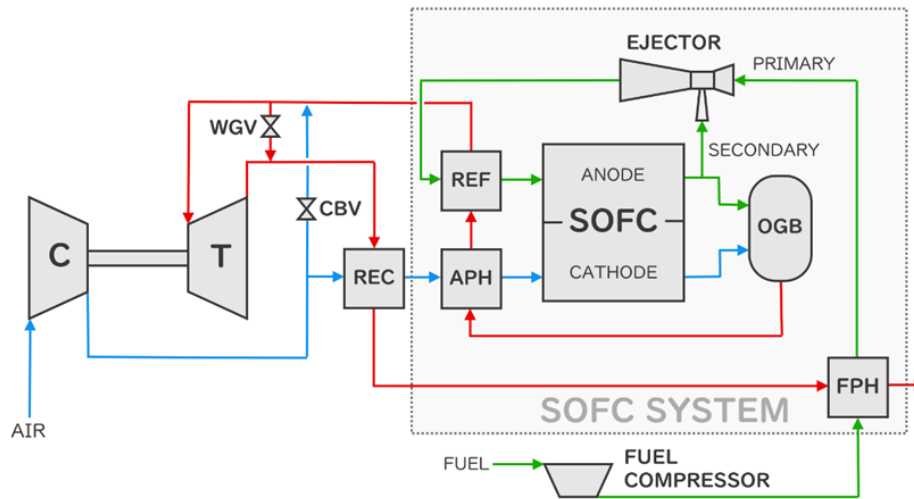 EJECTOR
PRIMARY
WGV
SECONDARY
REF
ANODE
CBV
SOFC
OGB
C
T
REC
APH
CATHODE
FPH
SOFC SYSTEM
AIR
FUEL
FUEL
COMPRESSOR